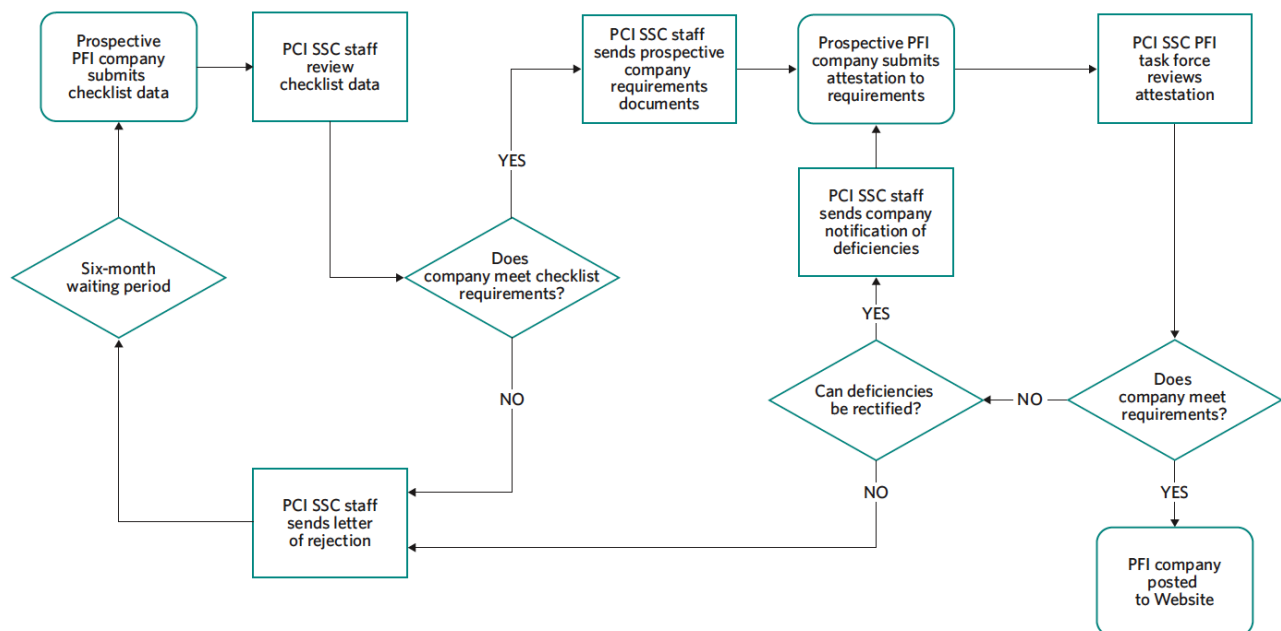 Prospective
PFI company
submits
checklist data
PCI SSC staff
review
checklist data
PCI SSC staff
sends prospective
company
requirements
documents
Prospective PFI
company submits
attestation to
requirements
PCI SSC PFI
task force
reviews
attestation
YES
PCI SSC staff
sends company
notification of
deficiencies
Six-month
waiting period
Does
company meet checklist
requirements?
YES
NO
Can deficiencies
be rectified?
NO
Does
company meet
requirements?
PCI SSC staff
sends letter
of rejection
NO
YES
PFI company
posted
to Website